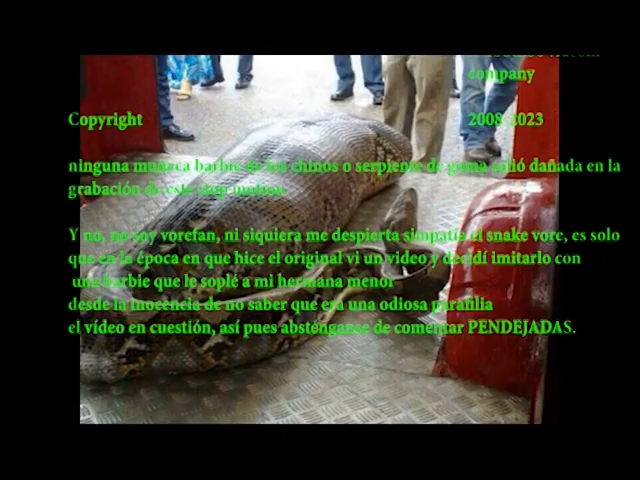 company
Copyright 2008-2023
ninguna muñeca barbie de los chinos o serpiente de goma salió dañada en la
grabación de este
Y no, no soy vorefan, ni siquiera me despierta simpatía el snake vore, es solo
que en la época en que hice el original vi un video y decidí imitarlo con
una barbie que le soplé a mi hermana menor
desde la inocencia de no saber que era una odiosa parafilia
el vídeo en cuestión, así pues absténganse de comentar PENDEJADAS.